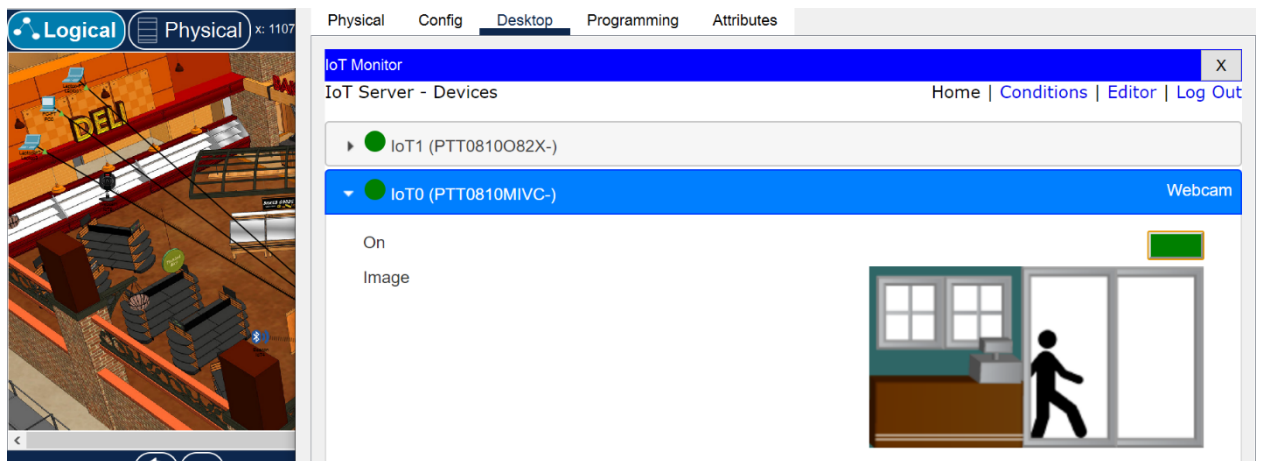 Logical
Physical
x: 1107
Physical Config Desktop Programming Attributes
IoT Monitor X
IoT Server - Devices Home | Conditions | Editor | Log Out
IoT1 (PTT0810O82X-)
IoT0 (PTT0810MIVC-) Webcam
On
Image
DELI